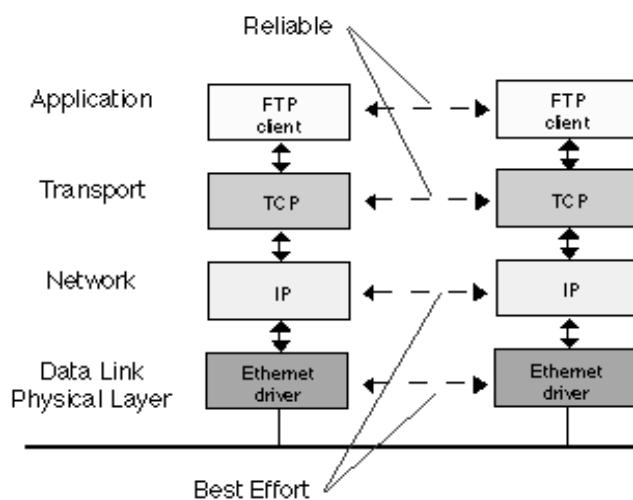 Reliable
Application
FTP
client
FTP
client
Transport
TCP
TCP
Network
IP
IP
Data Link
Physical Layer
Ethernet
driver
Ethernet
driver
Best Effort